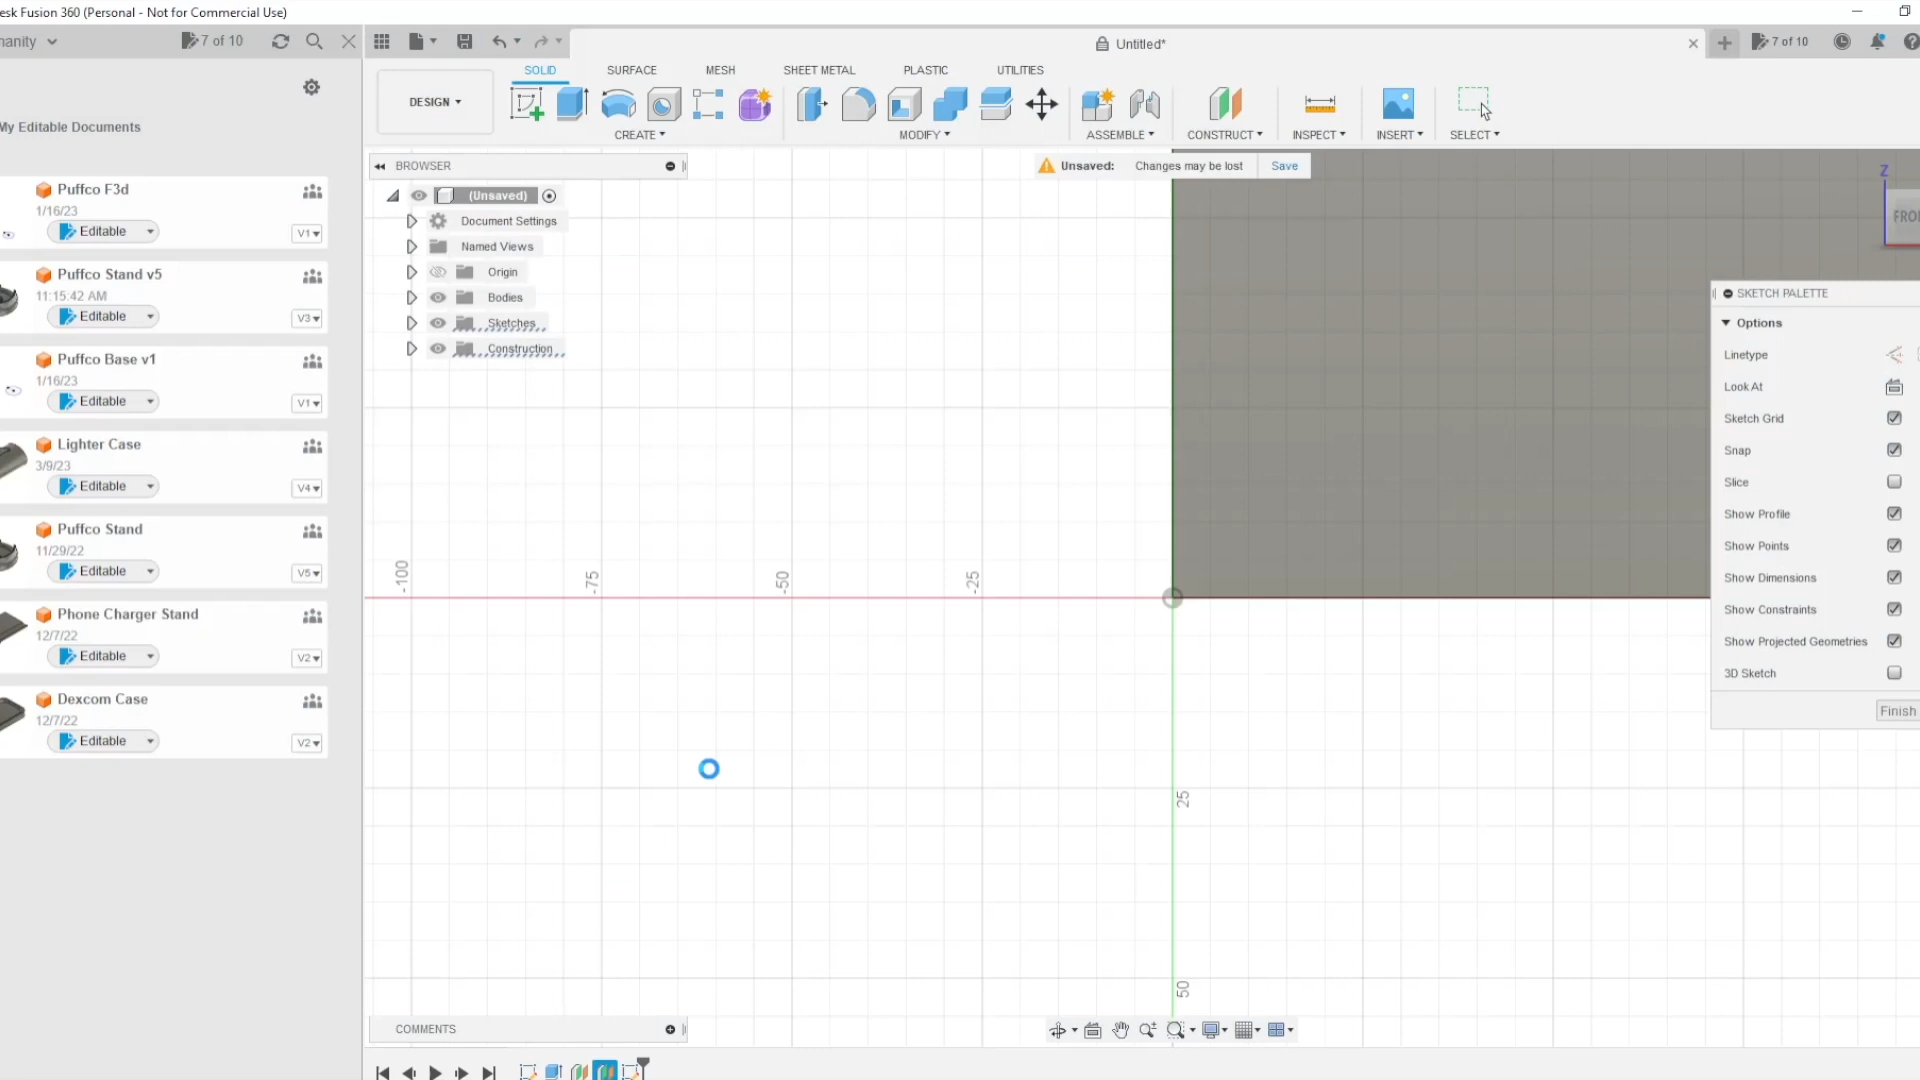 esk Fusion 360 (Personal - Not for Commercial Use)
nanity
7 of 10
Untitled*
7 of 10
SOLID
SURFACE
MESH
SHEET METAL
PLASTIC
UTILITIES
DESIGN
CREATE
MODIFY
ASSEMBLE
CONSTRUCT
INSPECT
INSERT
SELECT
My Editable Documents
BROWSER
Unsaved: Changes may be lost
Save
(Unsaved)
Document Settings
Named Views
Origin
Bodies
Sketches
Construction
Puffco F3d
1/16/23
Editable
V1
Puffco Stand v5
11:15:42 AM
Editable
V3
Puffco Base v1
1/16/23
Editable
V1
Lighter Case
3/9/23
Editable
V4
Puffco Stand
11/29/22
Editable
V5
Phone Charger Stand
12/7/22
Editable
V2
Dexcom Case
12/7/22
Editable
V2
Z
FRO
SKETCH PALETTE
Options
Linetype
Look At
Sketch Grid
Snap
Slice
Show Profile
Show Points
Show Dimensions
Show Constraints
Show Projected Geometries
3D Sketch
Finish
-100
-75
-50
-25
25
50
COMMENTS